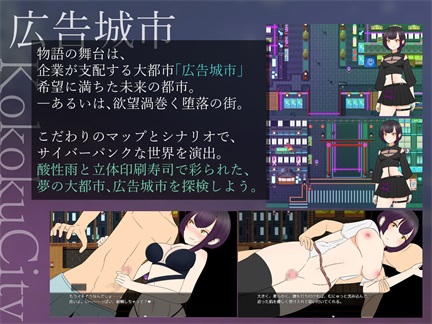 広告城市
KokokuCity
物語の舞台は、
企業が支配する大都市「広告城市」
希望に満ちた未来の都市。
―あるいは、欲望渦巻く堕落の街。
こだわりのマップとシナリオで、
サイバーパンクな世界を演出。
酸性雨と立体印刷寿司で彩られた、
夢の大都市、広告城市を探検しよう。